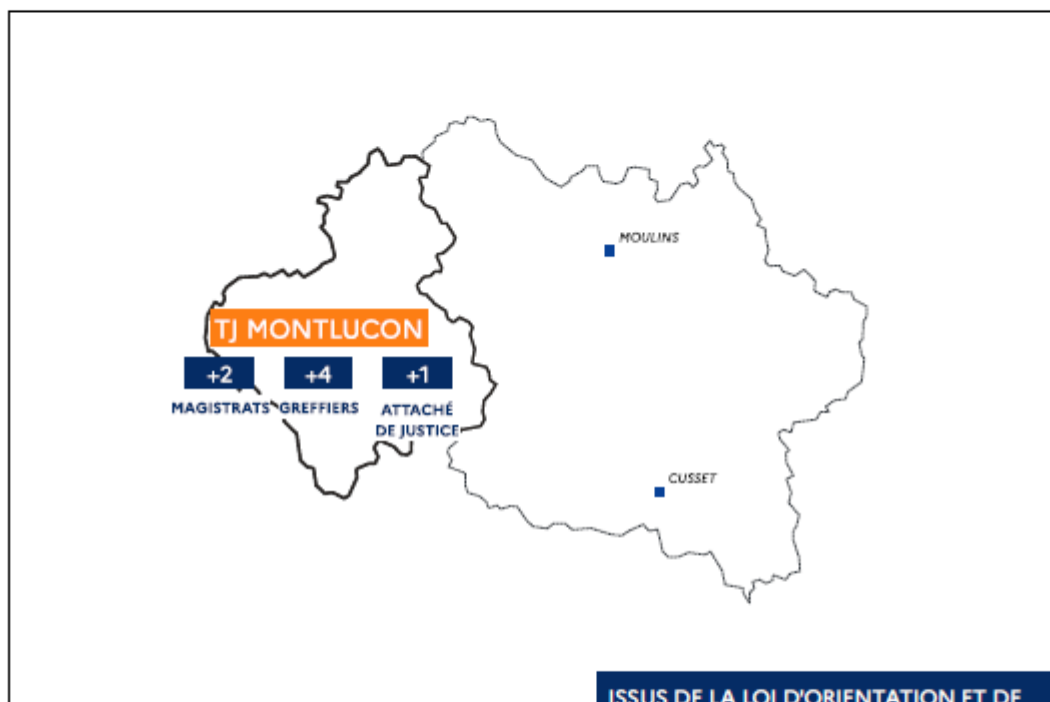 MOULINS
TJ MONTLUCON
+2 +4 +1
MAGISTRATS GREFFIERS ATTACHÉ
DE JUSTICE
CUSSET
ISSUS DE LA LOI D'ORIENTATION ET DE